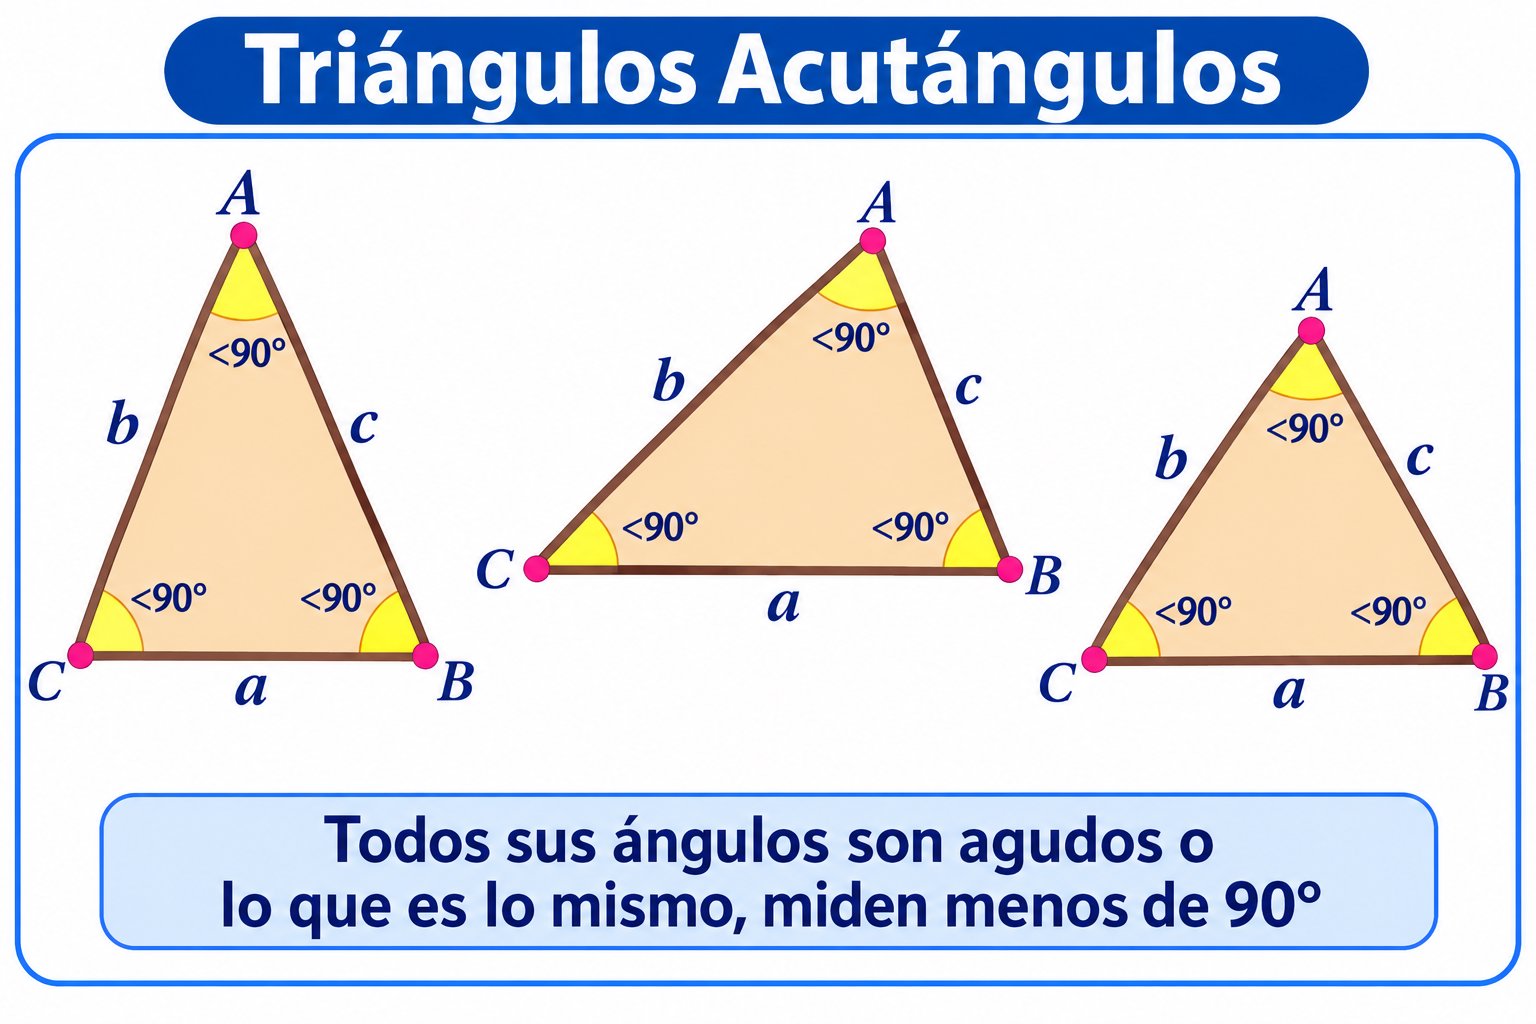 Triángulos Acutángulos
A
<90°
b
c
<90°
<90°
C
a
B
A
<90°
b
c
<90°
<90°
C
a
B
A
<90°
b
c
<90°
<90°
C
a
B
Todos sus ángulos son agudos o
lo que es lo mismo, miden menos de 90°